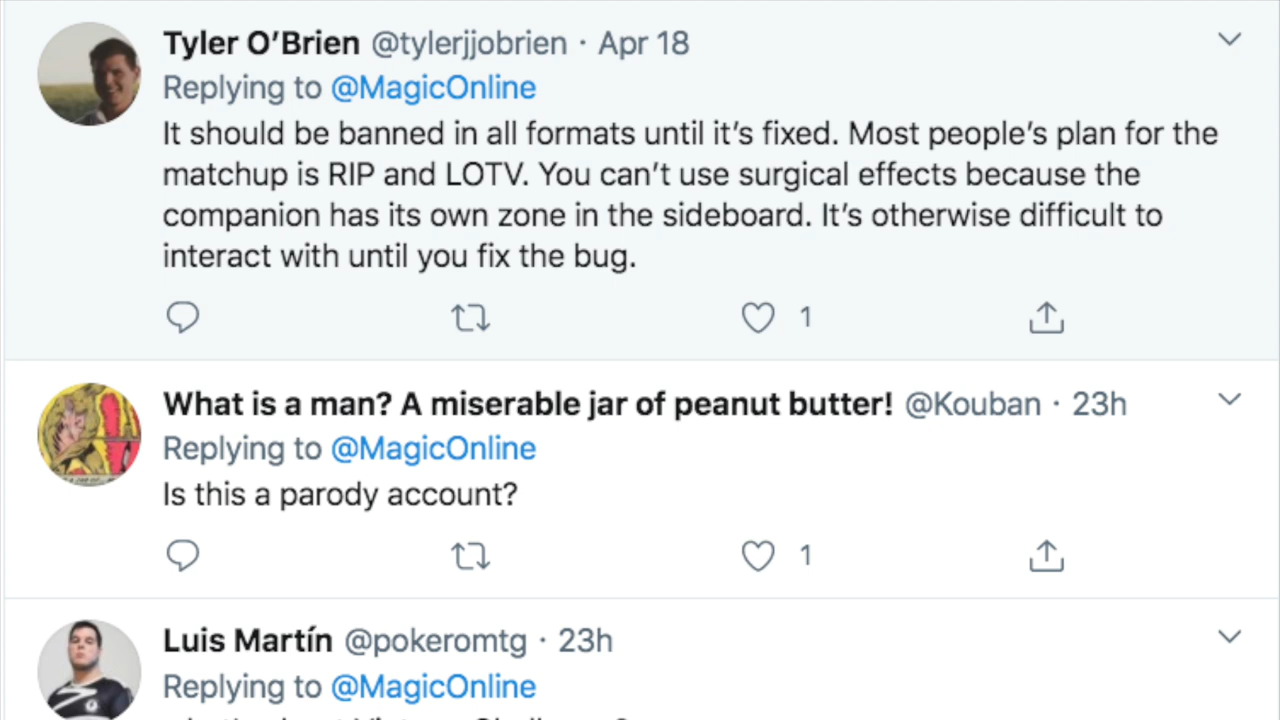 Tyler O’Brien @tylerjjobrien · Apr 18
Replying to @MagicOnline
It should be banned in all formats until it’s fixed. Most people’s plan for the
matchup is RIP and LOTV. You can’t use surgical effects because the
companion has its own zone in the sideboard. It’s otherwise difficult to
interact with until you fix the bug.
1
What is a man? A miserable jar of peanut butter! @Kouban · 23h
Replying to @MagicOnline
Is this a parody account?
1
Luis Martín @pokeromtg · 23h
Replying to @MagicOnline